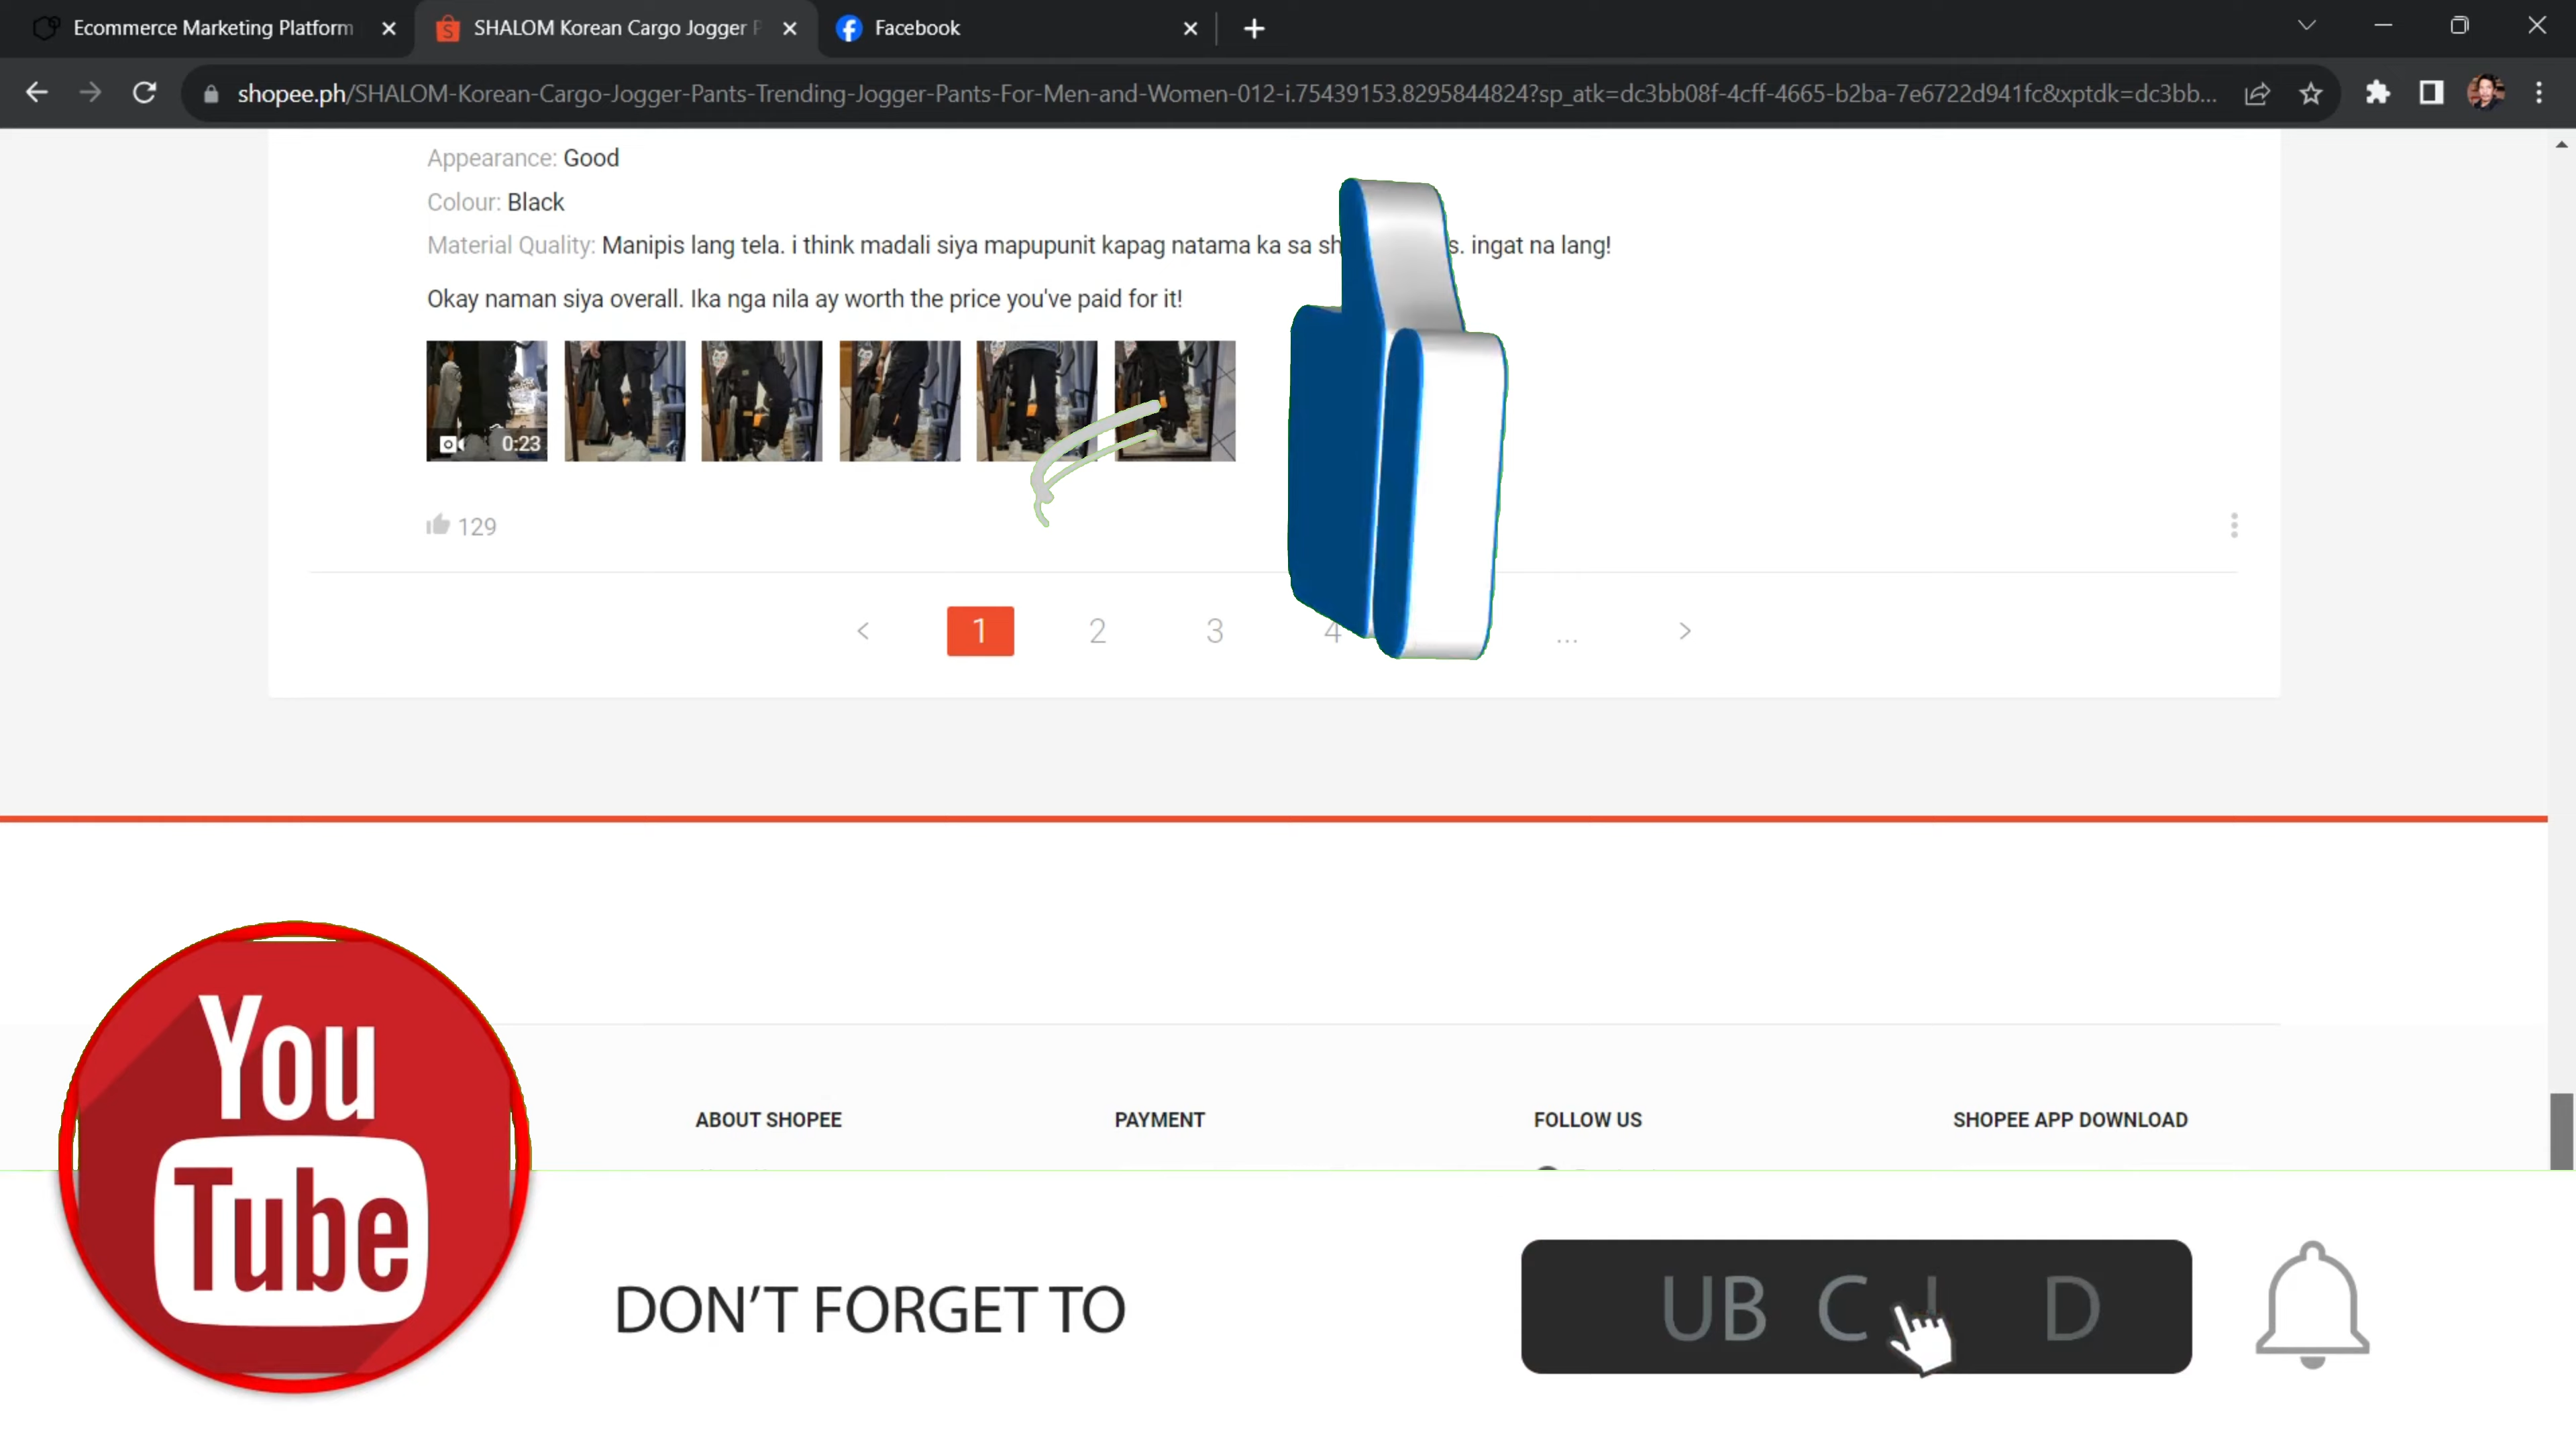 Ecommerce Marketing Platform
SHALOM Korean Cargo Jogger P
Facebook
shopee.ph/SHALOM-Korean-Cargo-Jogger-Pants-Trending-Jogger-Pants-For-Men-and-Women-012-i.75439153.8295844824?sp_atk=dc3bb08f-4cff-4665-b2ba-7e6722d941fc&xptdk=dc3bb...
Appearance: Good
Colour: Black
Material Quality: Manipis lang tela. i think madali siya mapupunit kapag natama ka sa sh s. ingat na lang!
Okay naman siya overall. Ika nga nila ay worth the price you've paid for it!
0:23
129
1 2 3 4 ...
ABOUT SHOPEE PAYMENT FOLLOW US SHOPEE APP DOWNLOAD
You
Tube
DON'T FORGET TO
UB C I D